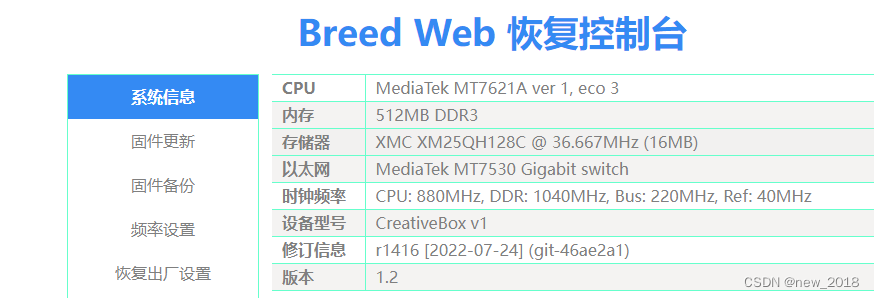 Breed Web 恢复控制台
系统信息
固件更新
固件备份
频率设置
恢复出厂设置
CPU MediaTek MT7621A ver 1, eco 3
内存 512MB DDR3
存储器 XMC XM25QH128C @ 36.667MHz (16MB)
以太网 MediaTek MT7530 Gigabit switch
时钟频率 CPU: 880MHz, DDR: 1040MHz, Bus: 220MHz, Ref: 40MHz
设备型号 CreativeBox v1
修订信息 r1416 [2022-07-24] (git-46ae2a1)
版本 1.2
CSDN @new_2018